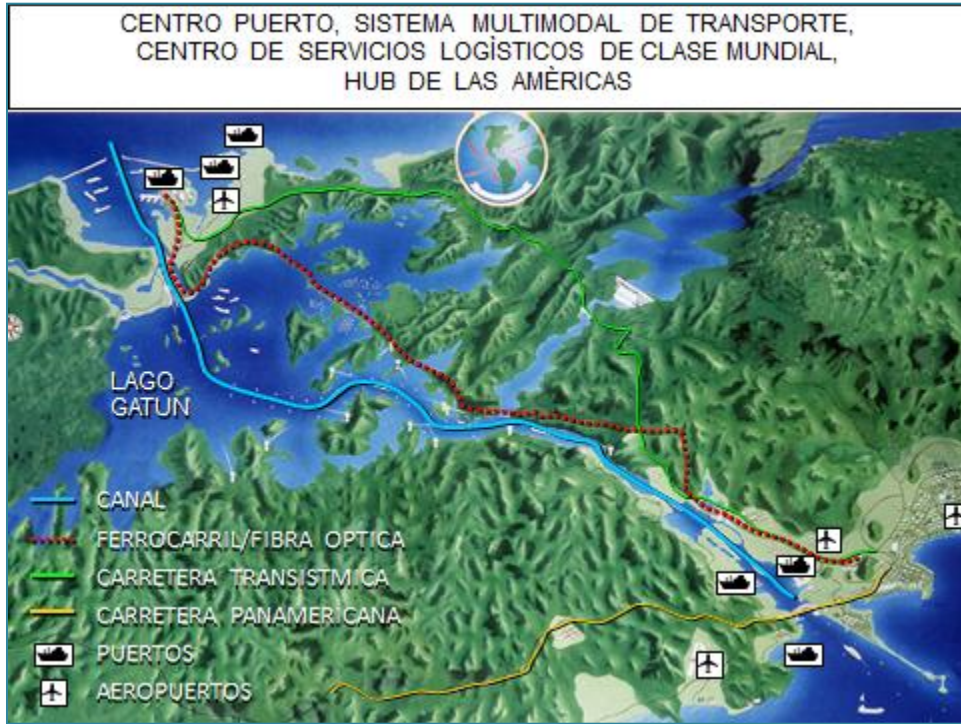 CENTRO PUERTO, SISTEMA MULTIMODAL DE TRANSPORTE,
CENTRO DE SERVICIOS LOGÌSTICOS DE CLASE MUNDIAL,
HUB DE LAS AMÈRICAS
LAGO
GATUN
CANAL
FERROCARRIL/FIBRA OPTICA
CARRETERA TRANSISTMICA
CARRETERA PANAMERICANA
PUERTOS
AEROPUERTOS